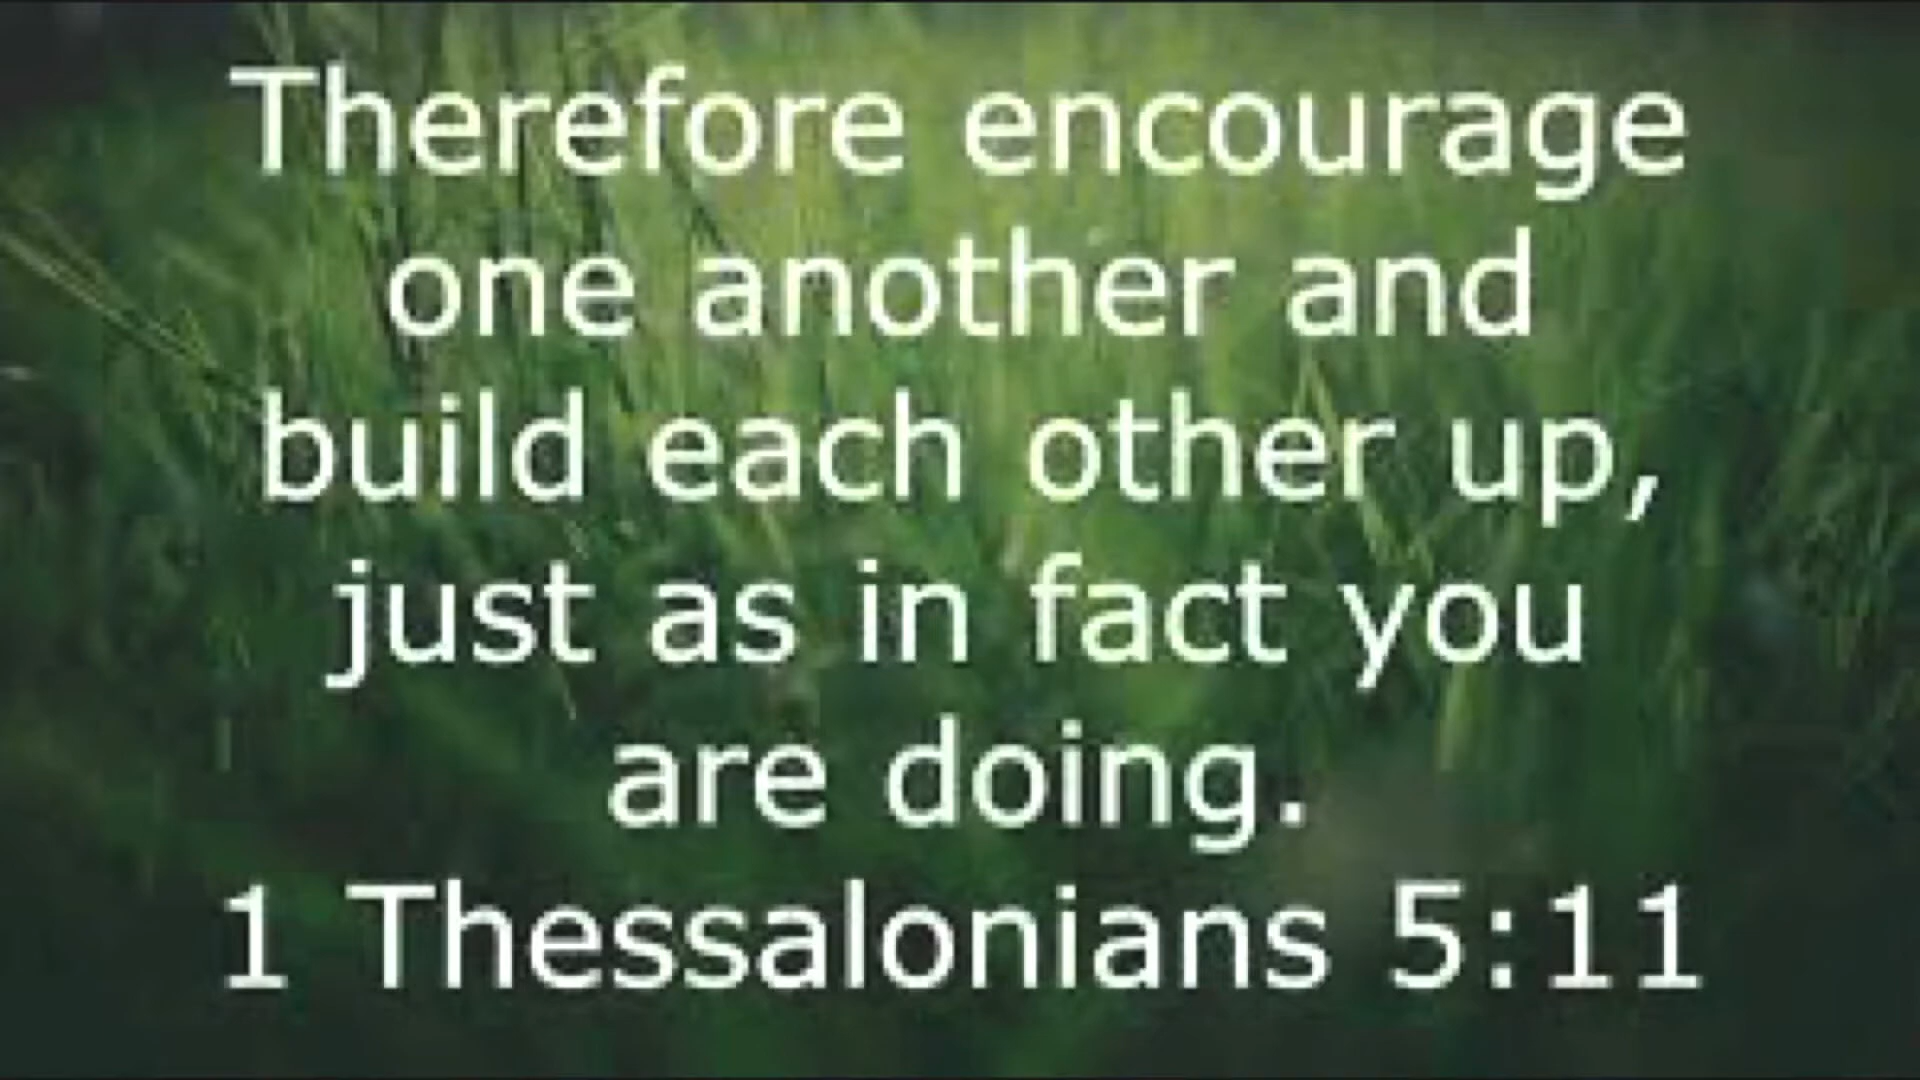 Therefore encourage
one another and
build each other up,
just as in fact you
are doing.
1 Thessalonians 5:11